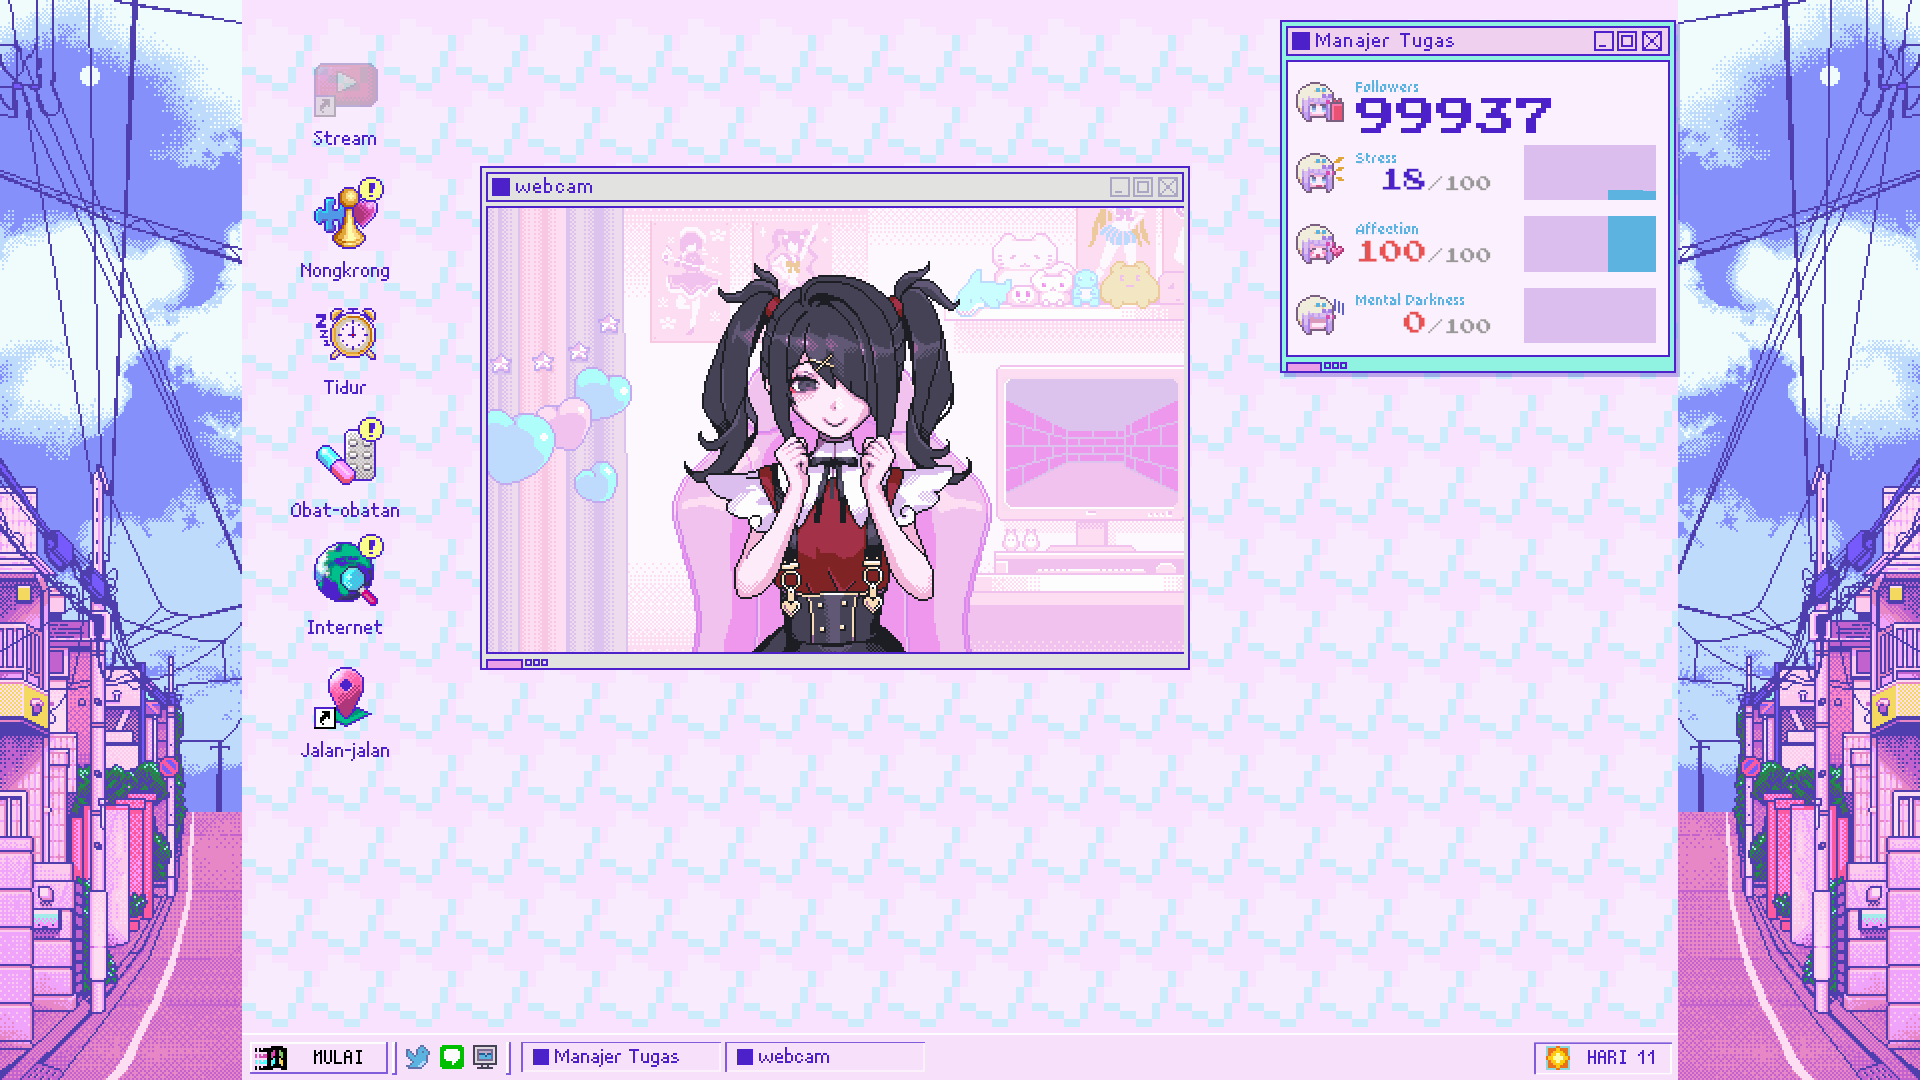 Stream
Nongkrong
Tidur
Obat-obatan
Internet
Jalan-jalan
webcam
Manajer Tugas
Followers
99937
Stress
18/100
Affection
100/100
Mental Darkness
0/100
MULAI
Manajer Tugas
webcam
HARI 11